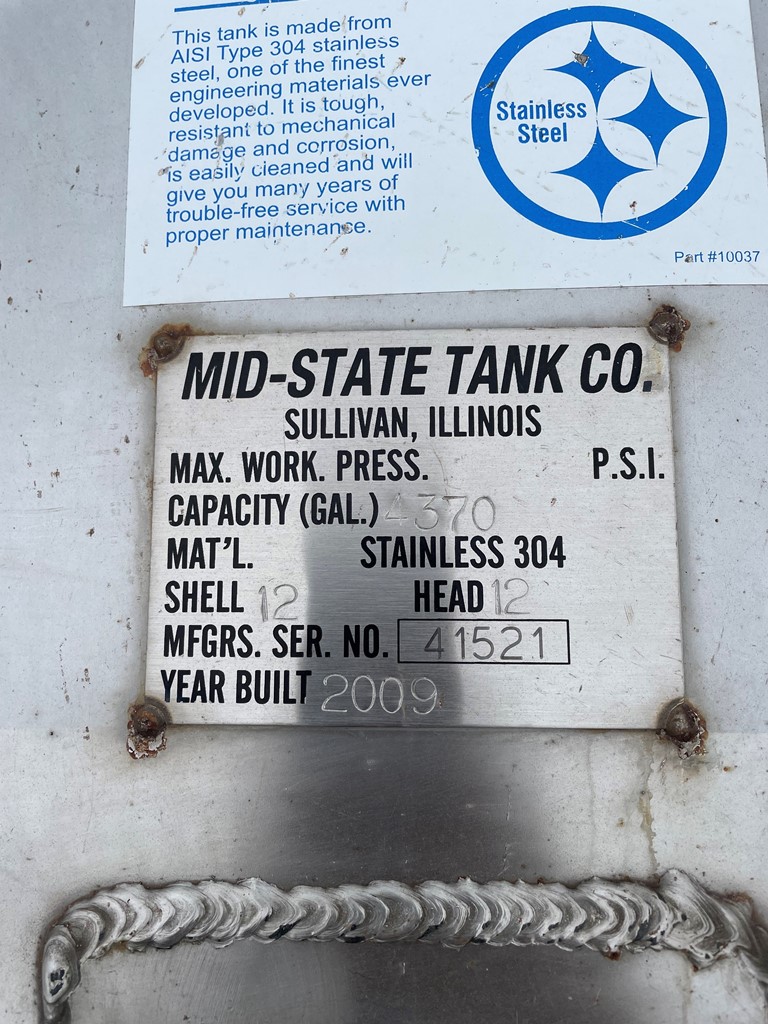 This tank is made from
AISI Type 304 stainless
steel, one of the finest
engineering materials ever
developed. It is tough,
resistant to mechanical
damage and corrosion,
is easily cleaned and will
give you many years of
trouble-free service with
proper maintenance.
Stainless
Steel
Part #10037
MID-STATE TANK CO.
SULLIVAN, ILLINOIS
MAX. WORK. PRESS. P.S.I.
CAPACITY (GAL.) 4370
MAT'L. STAINLESS 304
SHELL 12 HEAD 12
MFGRS. SER. NO. 41521
YEAR BUILT 2009